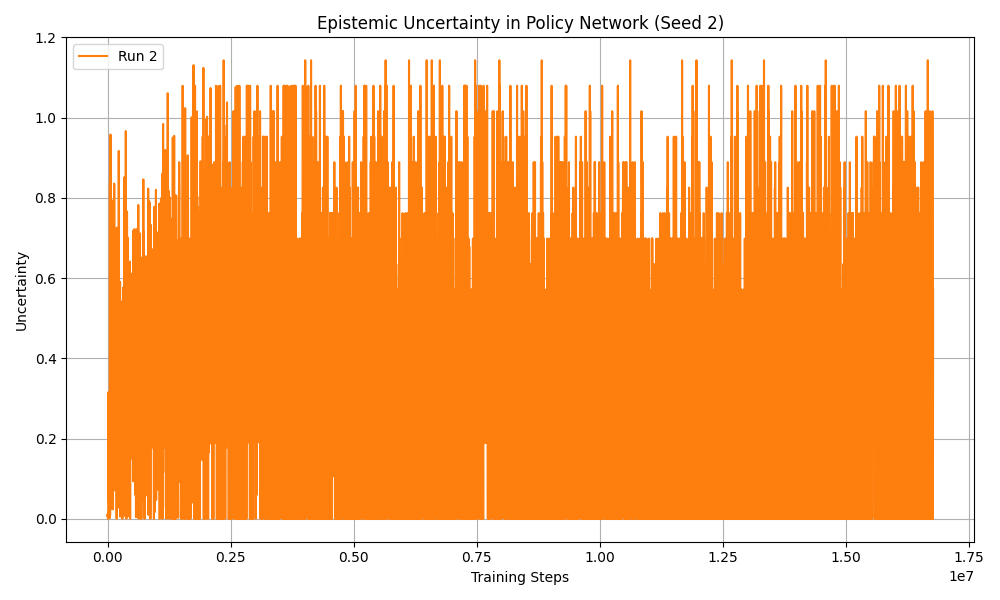 Epistemic Uncertainty in Policy Network (Seed 2)
Run 2
Uncertainty
1.2
1.0
0.8
0.6
0.4
0.2
0.0
0.00 0.25 0.50 0.75 1.00 1.25 1.50 1.75
1e7
Training Steps